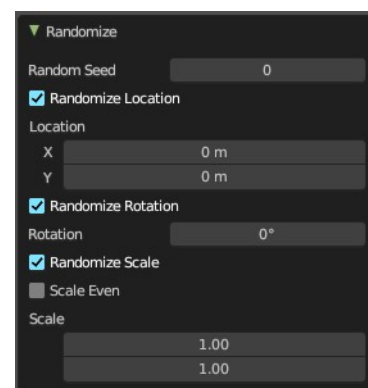 Randomize
Random Seed 0
Randomize Location
Location
X 0 m
Y 0 m
Randomize Rotation
Rotation 0°
Randomize Scale
Scale Even
Scale
1.00
1.00